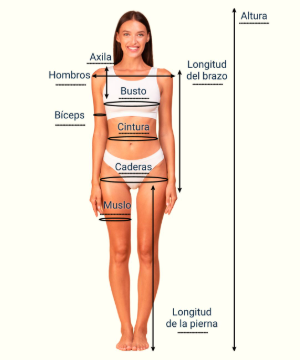 Altura
Axila
Longitud
del brazo
Hombros
Busto
Bíceps
Cintura
Caderas
Muslo
Longitud
de la pierna